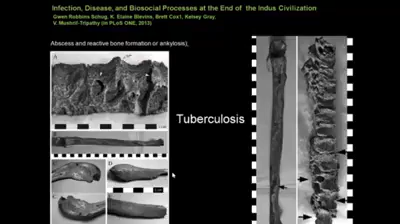 Infection, Disease, and Biosocial Processes at the End of the Indus Civilization
Gwen Robbins Schug, K. Elaine Blevins, Brett Cox1, Kelsey Gray,
V. Mushrif-Tripathy (in PLoS ONE, 2013)
Abscess and reactive bone formation or ankylosis),
A
B
D
C
Tuberculosis